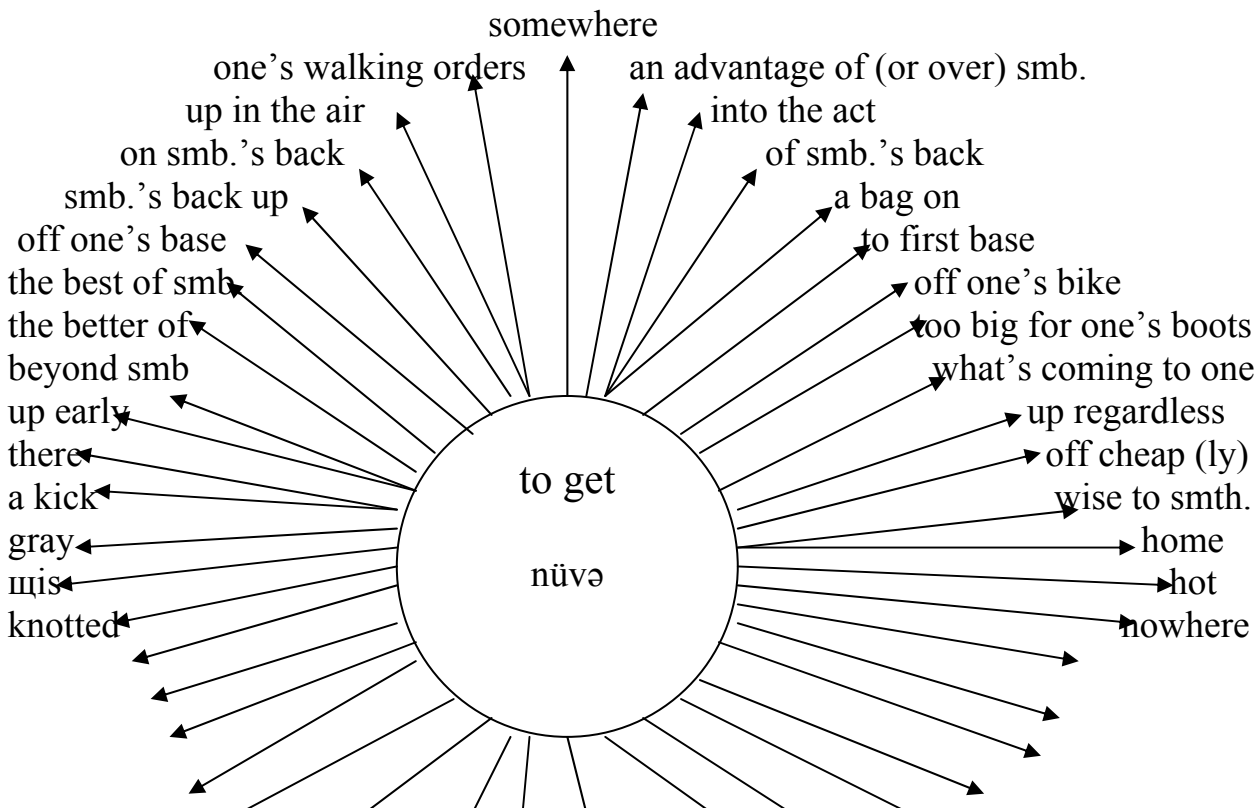 somewhere
one’s walking orders
an advantage of (or over) smb.
up in the air
into the act
on smb.’s back
of smb.’s back
smb.’s back up
a bag on
off one’s base
to first base
the best of smb
off one’s bike
the better of
too big for one’s boots
beyond smb
what’s coming to one
up early
up regardless
there
off cheap (ly)
to get
a kick
wise to smth.
gray
home
nüvə
щis
hot
knotted
nowhere